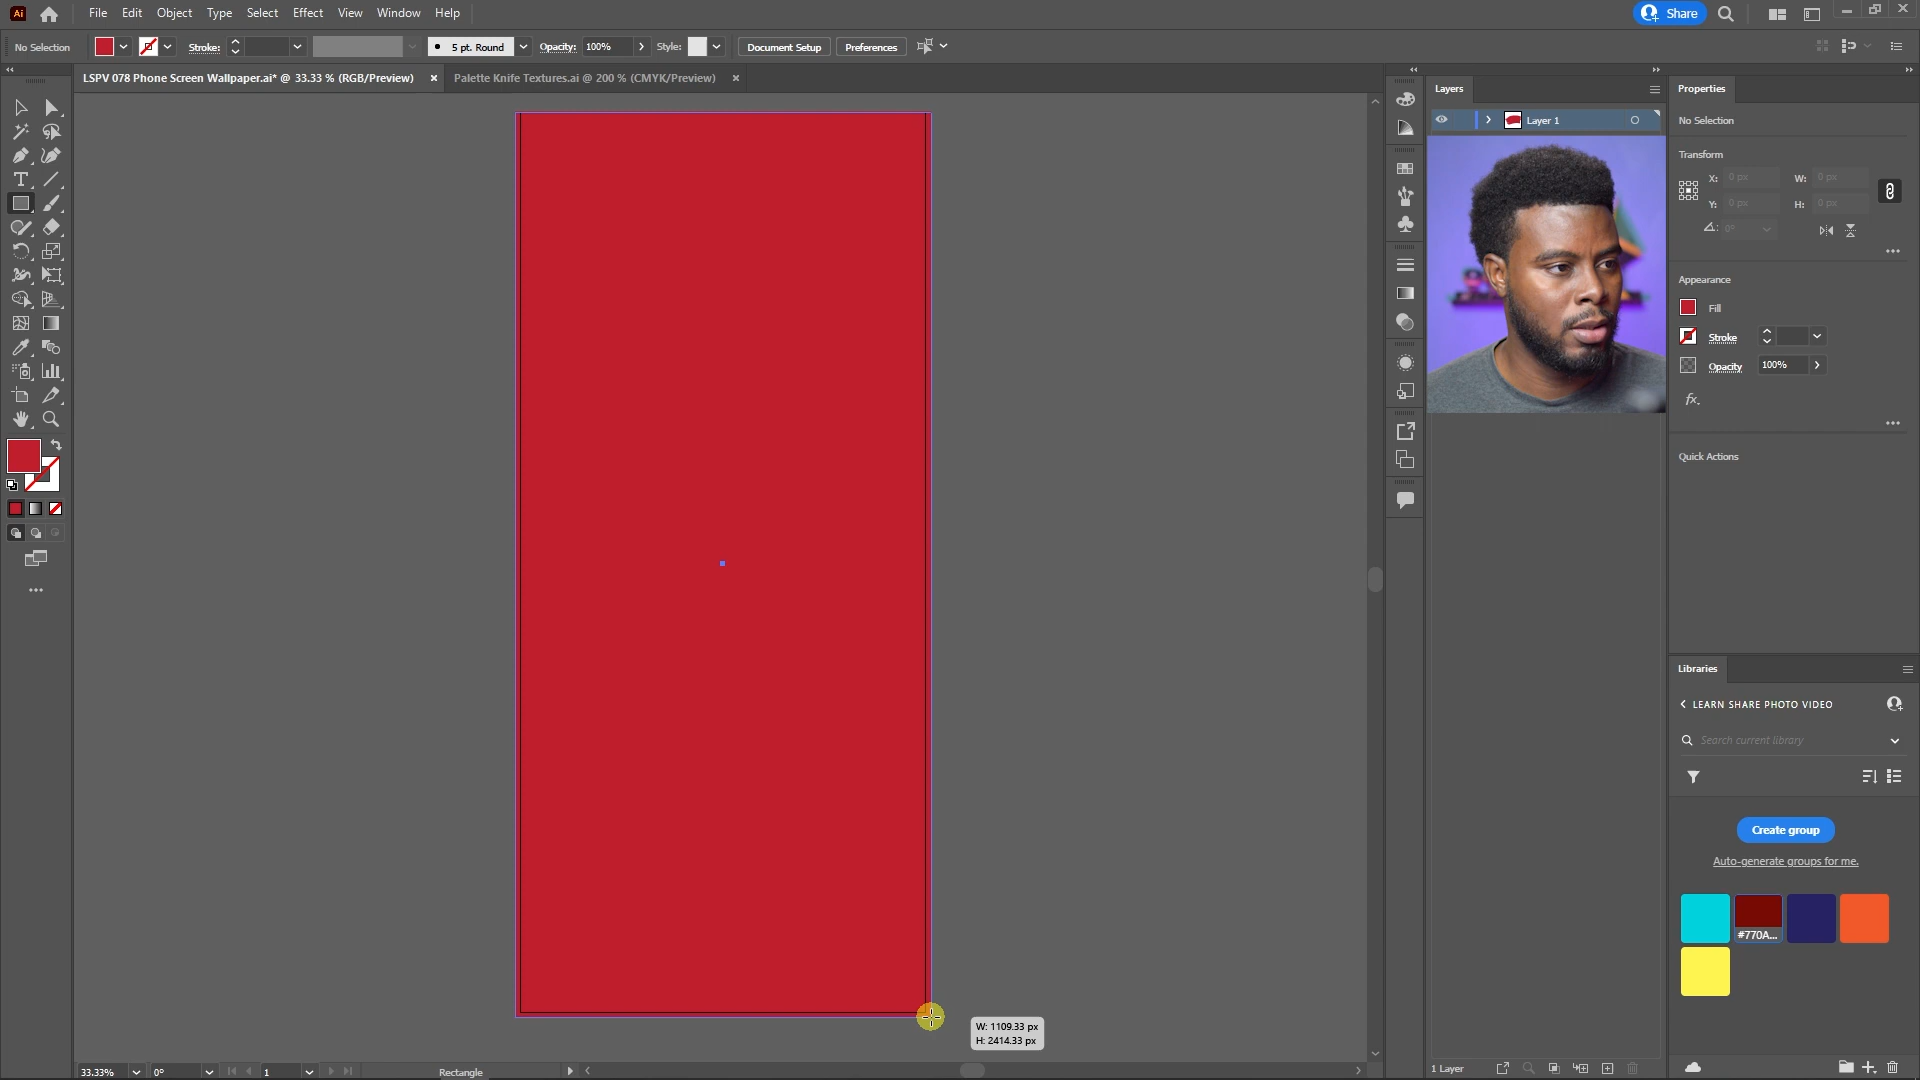 Ai
File Edit Object Type Select Effect View Window Help
Share
No Selection
Stroke:
5 pt. Round
Opacity: 100%
Style:
Document Setup
Preferences
LSPV 078 Phone Screen Wallpaper.ai* @ 33.33 % (RGB/Preview) ×
Palette Knife Textures.ai @ 200 % (CMYK/Preview) ×
Layers
Layer 1
Properties
No Selection
Transform
X: 0 px
W: 0 px
Y: 0 px
H: 0 px
0°
Appearance
Fill
Stroke
Opacity 100%
fx.
Quick Actions
Libraries
LEARN SHARE PHOTO VIDEO
Search current library
Create group
Auto-generate groups for me.
#770A...
W: 1109.33 px
H: 2414.33 px
33.33%
0°
1
Rectangle
1 Layer